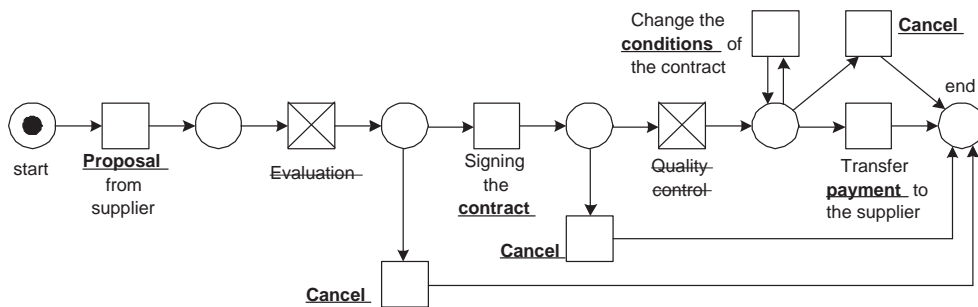 Change the
conditions of
the contract
Cancel
end
start
Proposal
from
supplier
Evaluation
Signing
the
contract
Quality
control
Transfer
payment to
the supplier
Cancel
Cancel